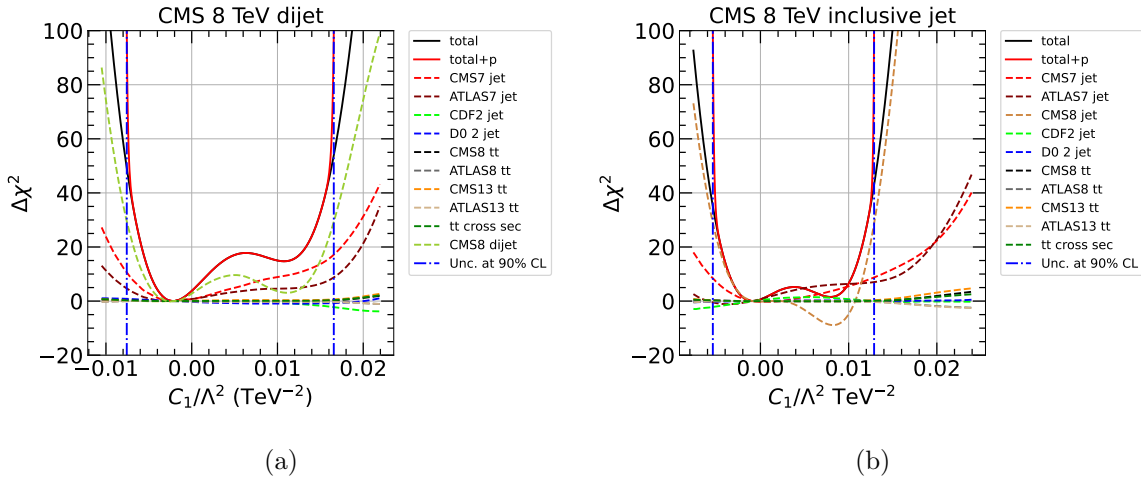 CMS 8 TeV dijet
100
80
60
40
20
0
−20
Δχ²
−0.01 0.00 0.01 0.02
C₁/Λ² (TeV⁻²)
total
total+p
CMS7 jet
ATLAS7 jet
CDF2 jet
D0 2 jet
CMS8 tt
ATLAS8 tt
CMS13 tt
ATLAS13 tt
tt cross sec
CMS8 dijet
Unc. at 90% CL
(a)
CMS 8 TeV inclusive jet
100
80
60
40
20
0
−20
Δχ²
0.00 0.01 0.02
C₁/Λ² TeV⁻²
total
total+p
CMS7 jet
ATLAS7 jet
CMS8 jet
CDF2 jet
D0 2 jet
CMS8 tt
ATLAS8 tt
CMS13 tt
ATLAS13 tt
tt cross sec
Unc. at 90% CL
(b)